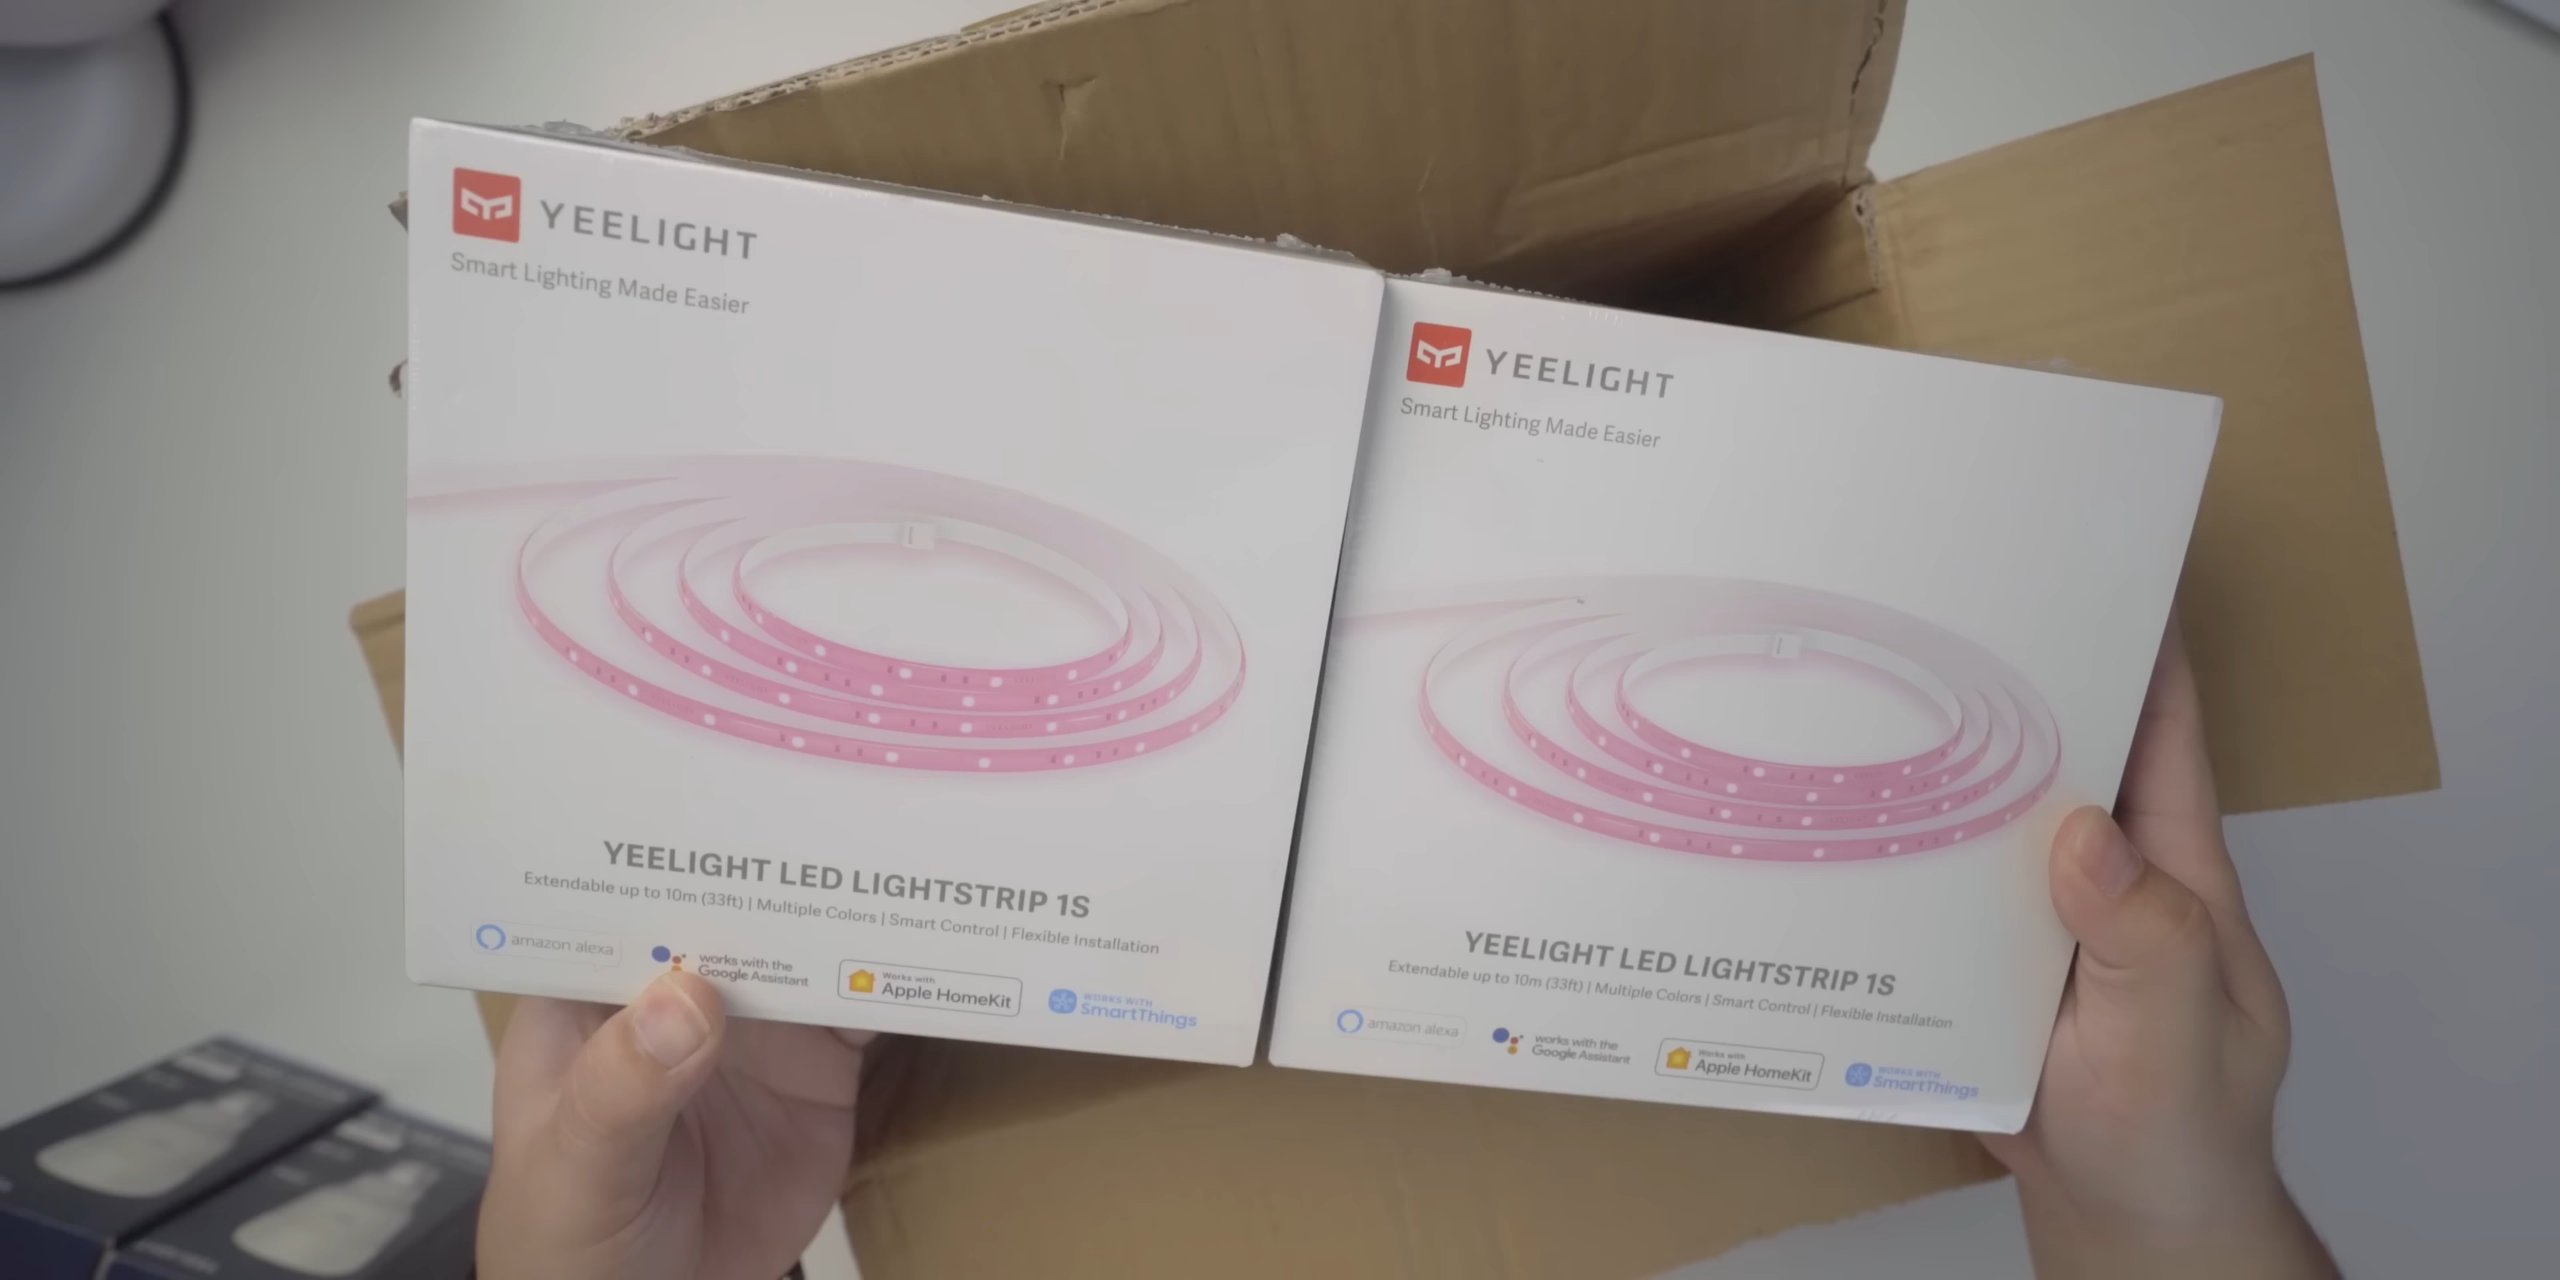 YEELIGHT
Smart Lighting Made Easier
YEELIGHT LED LIGHTSTRIP 1S
Extendable up to 10m (33ft) | Multiple Colors | Smart Control | Flexible Installation
amazon alexa
works with the
Google Assistant
Works with
Apple HomeKit
WORKS WITH
SmartThings
YEELIGHT
Smart Lighting Made Easier
YEELIGHT LED LIGHTSTRIP 1S
Extendable up to 10m (33ft) | Multiple Colors | Smart Control | Flexible Installation
amazon alexa
works with the
Google Assistant
Works with
Apple HomeKit
WORKS WITH
SmartThings